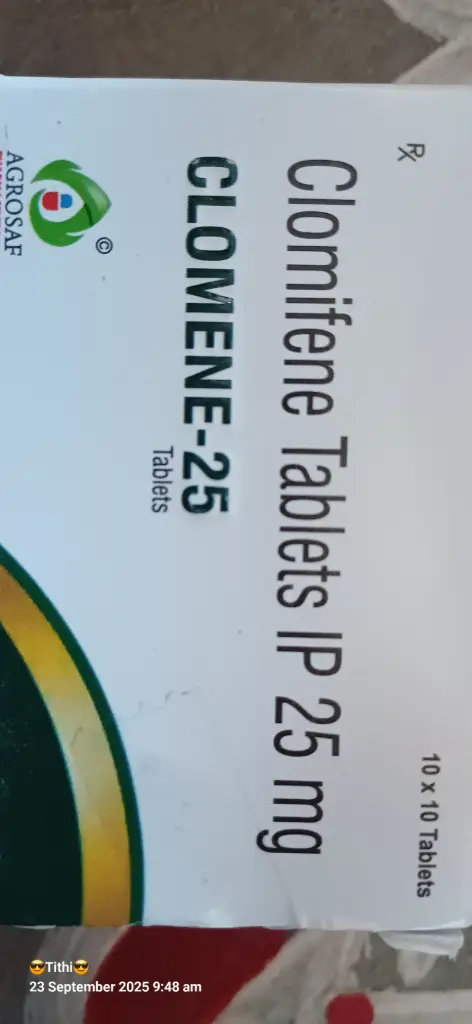 Rx
10 x 10 Tablets
Clomifene Tablets IP 25 mg
CLOMENE-25
Tablets
©
AGROSAF
😎Tithi😎
23 September 2025 9:48 am